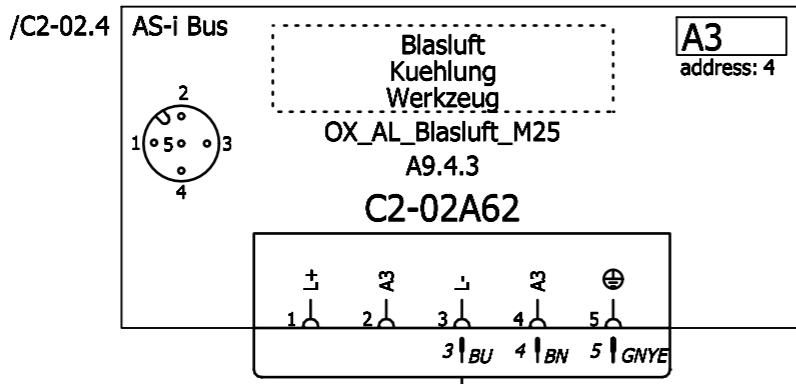 /C2-02.4
AS-i Bus
Blasluft
Kuehlung
Werkzeug
A3
address: 4
OX_AL_Blasluft_M25
A9.4.3
C2-02A62
2
1 5 3
4
L+ A3 L- A3
1 2 3 4 5
3 BU 4 BN 5 GNYE